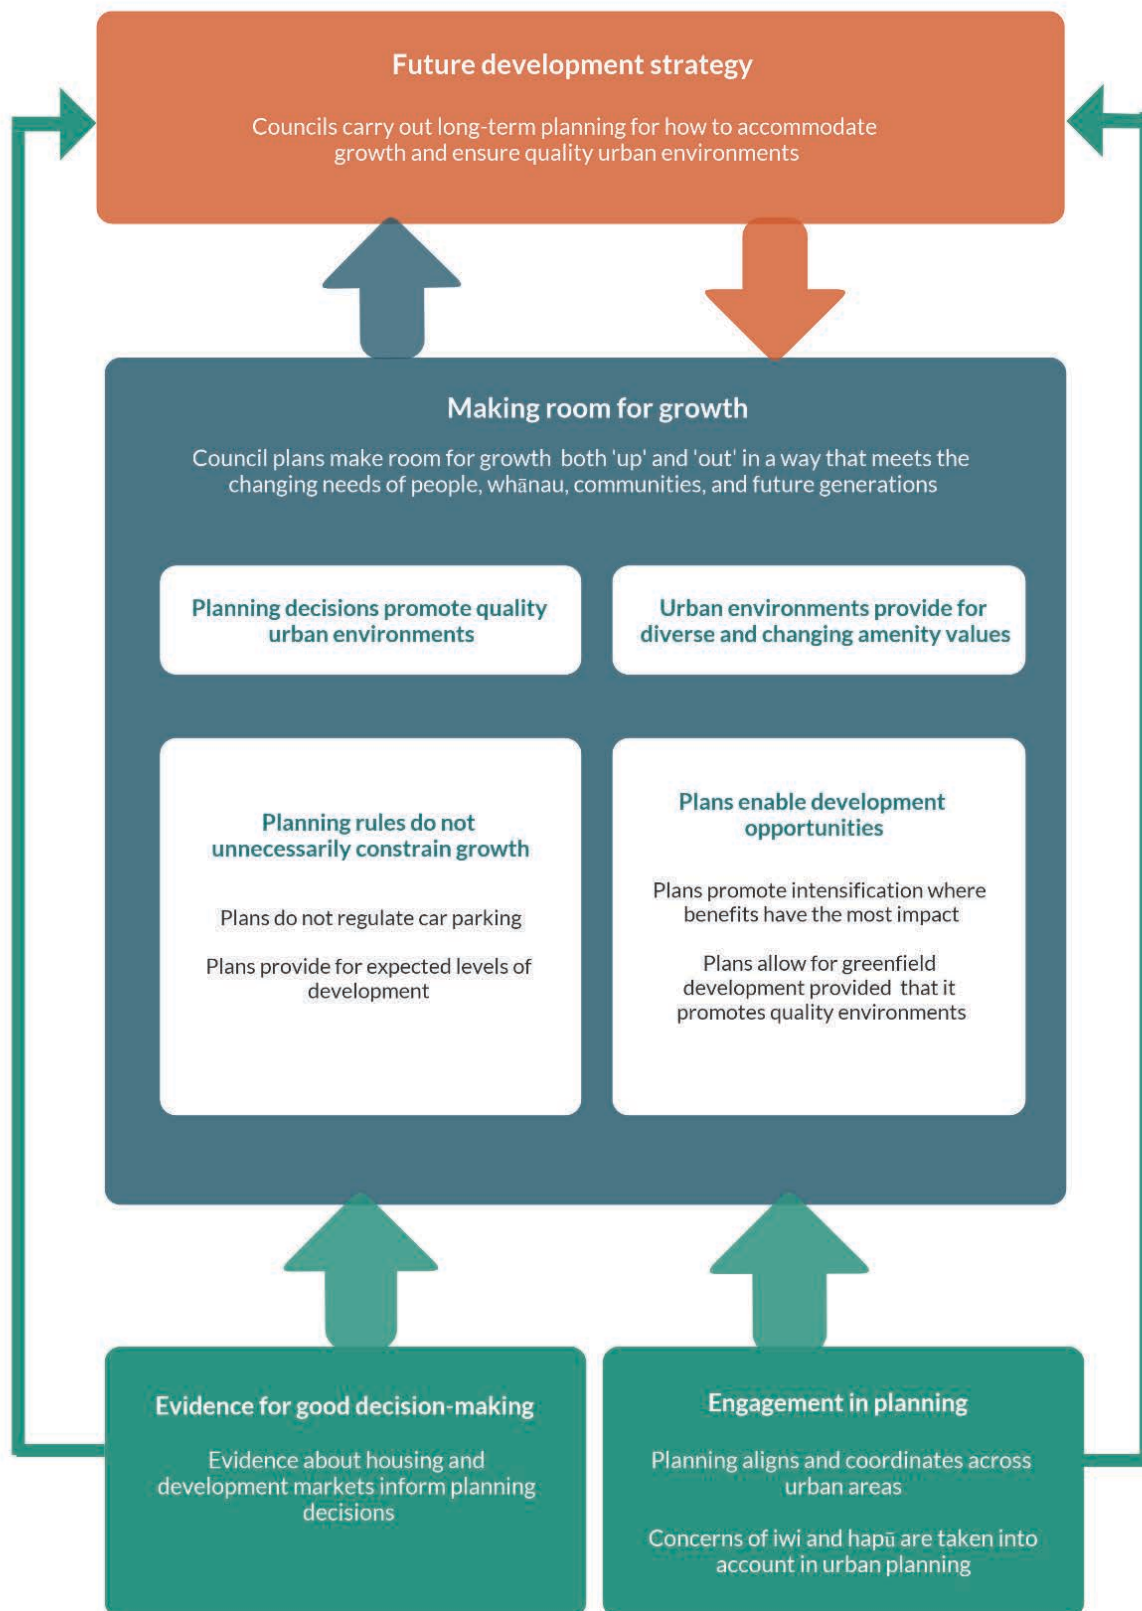 Future development strategy
Councils carry out long-term planning for how to accommodate
growth and ensure quality urban environments
Making room for growth
Council plans make room for growth both 'up' and 'out' in a way that meets the
changing needs of people, whānau, communities, and future generations
Planning decisions promote quality
urban environments
Urban environments provide for
diverse and changing amenity values
Planning rules do not
unnecessarily constrain growth
Plans do not regulate car parking
Plans provide for expected levels of
development
Plans enable development
opportunities
Plans promote intensification where
benefits have the most impact
Plans allow for greenfield
development provided that it
promotes quality environments
Evidence for good decision-making
Evidence about housing and
development markets inform planning
decisions
Engagement in planning
Planning aligns and coordinates across
urban areas
Concerns of iwi and hapū are taken into
account in urban planning